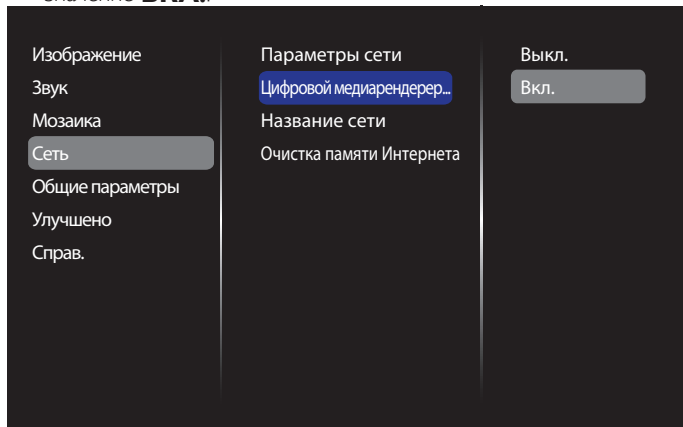 Изображение
Звук
Мозаика
Сеть
Общие параметры
Улучшено
Справ.
Параметры сети
Цифровой медиарендерер...
Название сети
Очистка памяти Интернета
Выкл.
Вкл.